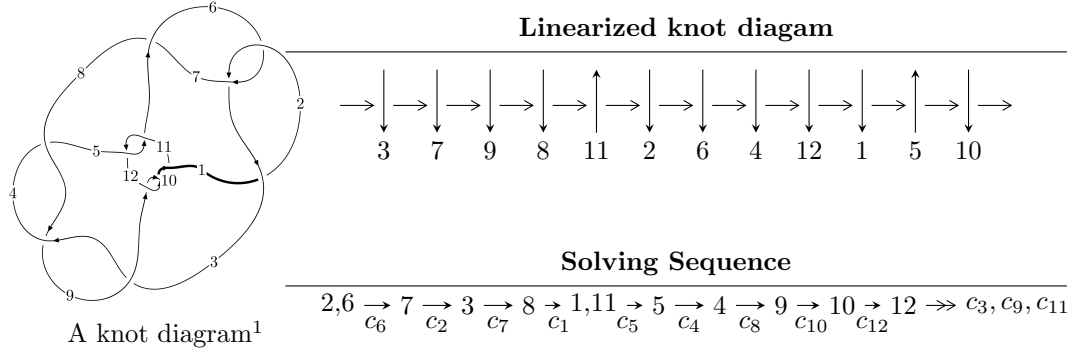 Linearized knot diagam
3 7 9 8 11 2 6 4 12 1 5 10
Solving Sequence
2,6 → 7 → 3 → 8 → 1,11 → 5 → 4 → 9 → 10 → 12 →» c₃, c₉, c₁₁
c₆ c₂ c₇ c₁ c₅ c₄ c₈ c₁₀ c₁₂
6
8
7
2
5
11
12
10
1
4
3
9
A knot diagram¹